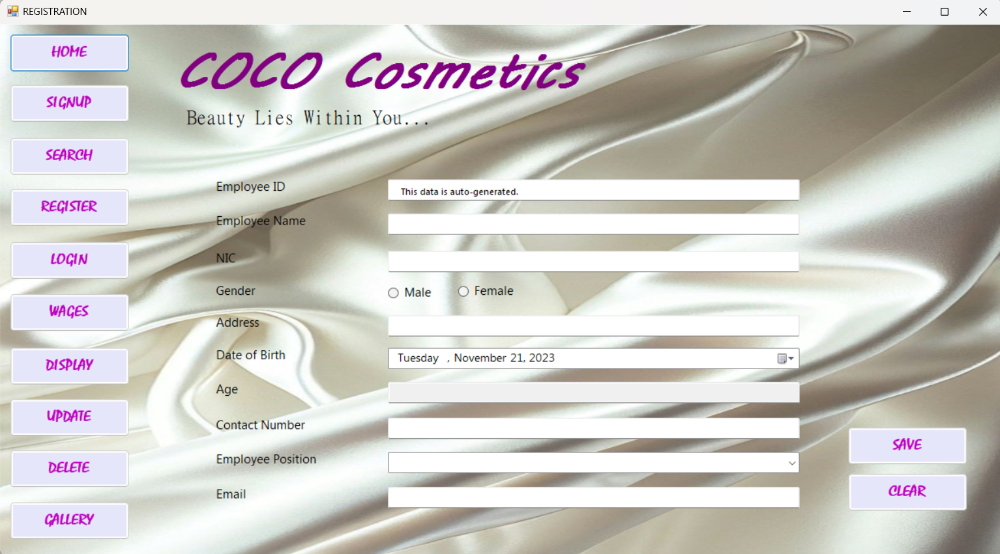 REGISTRATION
HOME
SIGNUP
SEARCH
REGISTER
LOGIN
WAGES
DISPLAY
UPDATE
DELETE
GALLERY
COCO Cosmetics
Beauty Lies Within You...
Employee ID This data is auto-generated.
Employee Name
NIC
Gender Male Female
Address
Date of Birth Tuesday , November 21, 2023
Age
Contact Number
Employee Position
Email
SAVE
CLEAR